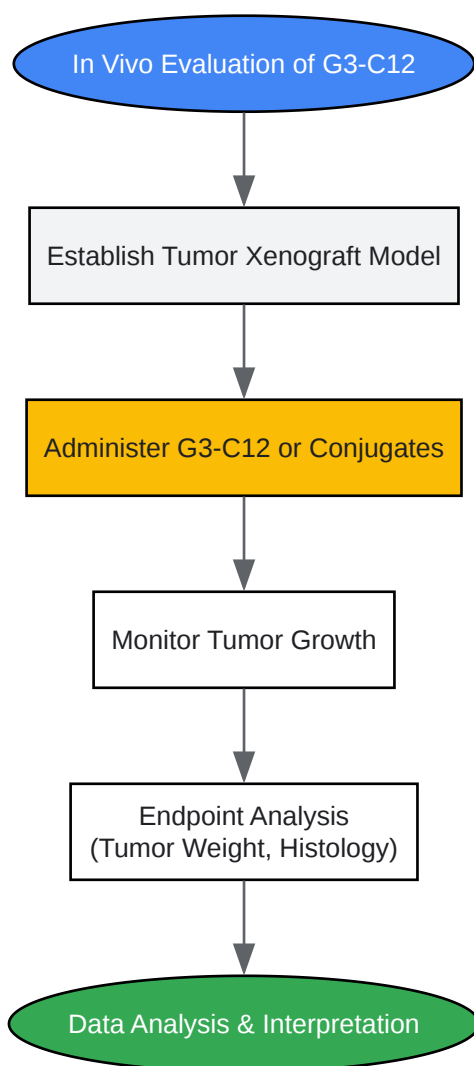 In Vivo Evaluation of G3-C12
Establish Tumor Xenograft Model
Administer G3-C12 or Conjugates
Monitor Tumor Growth
Endpoint Analysis
(Tumor Weight, Histology)
Data Analysis & Interpretation